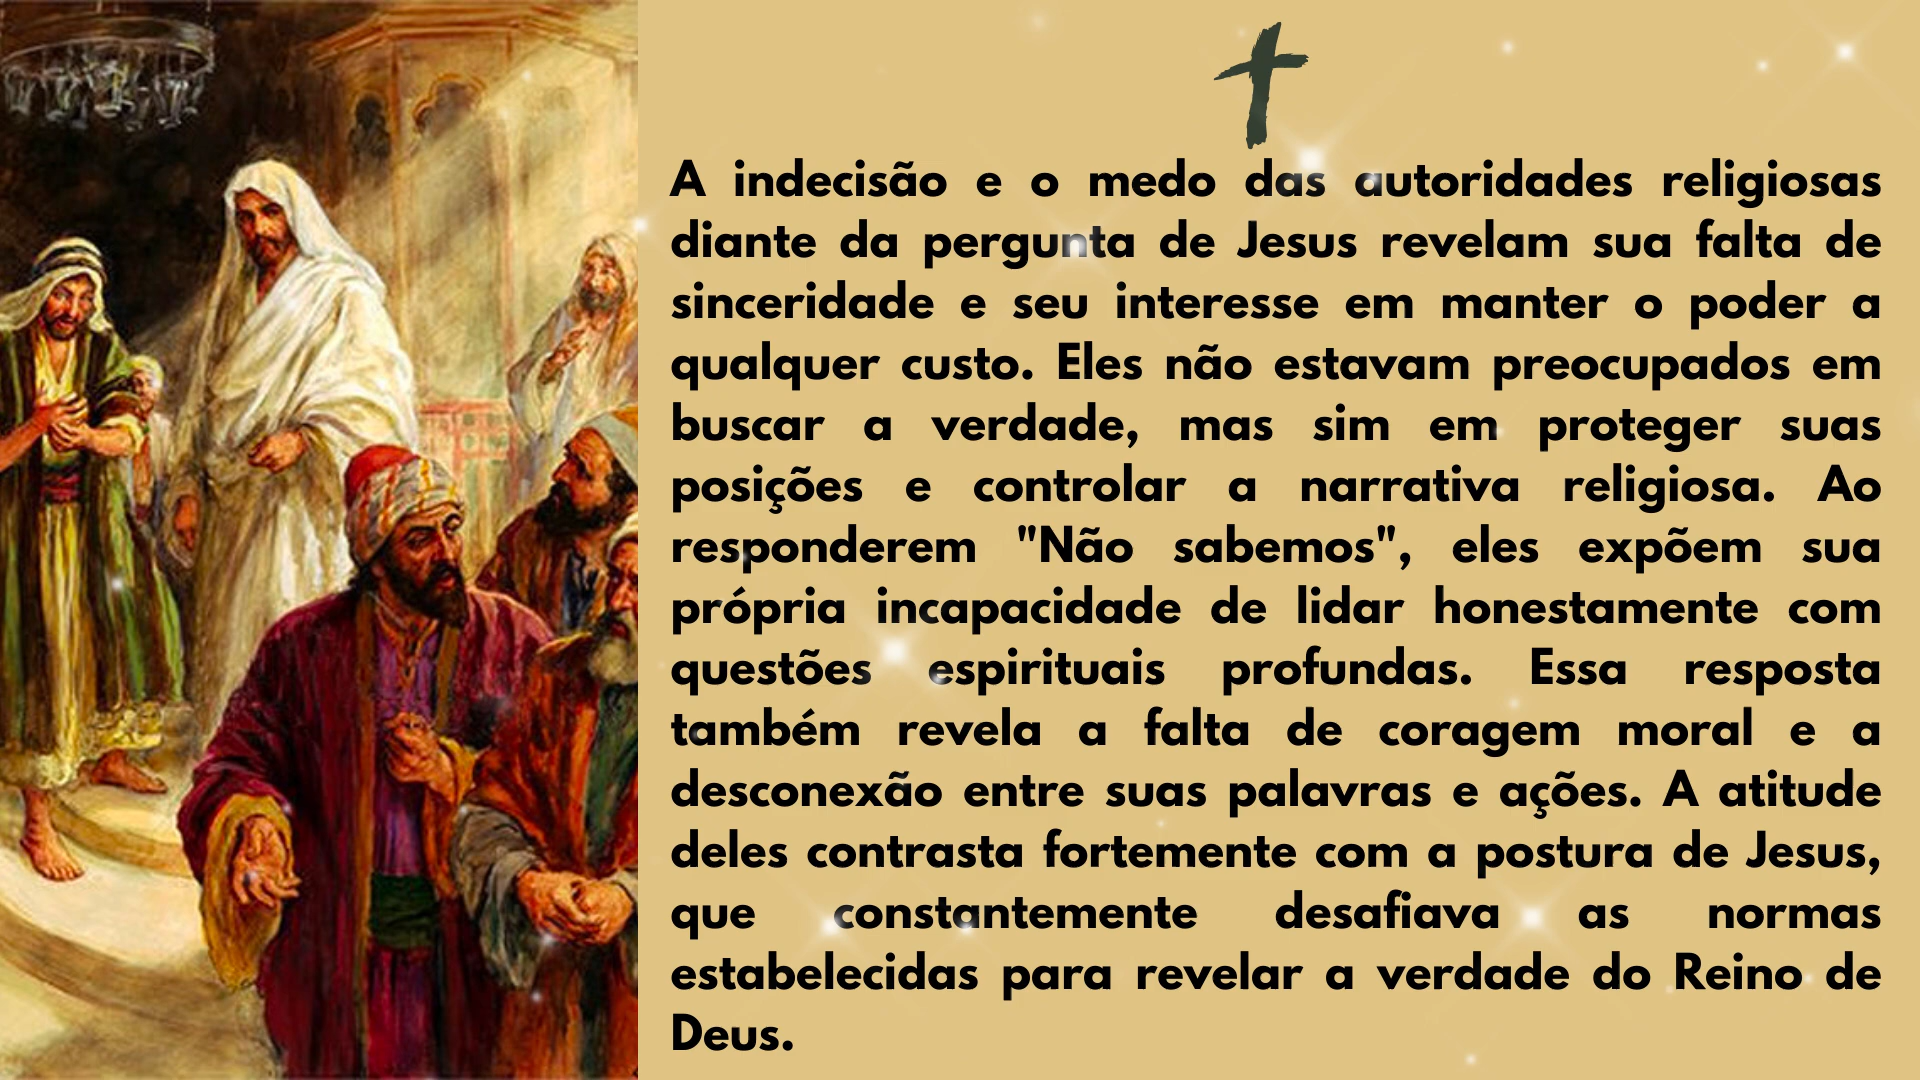 A indecisão e o medo das autoridades religiosas
diante da pergunta de Jesus revelam sua falta de
sinceridade e seu interesse em manter o poder a
qualquer custo. Eles não estavam preocupados em
buscar a verdade, mas sim em proteger suas
posições e controlar a narrativa religiosa. Ao
responderem "Não sabemos", eles expõem sua
própria incapacidade de lidar honestamente com
questões espirituais profundas. Essa resposta
também revela a falta de coragem moral e a
desconexão entre suas palavras e ações. A atitude
deles contrasta fortemente com a postura de Jesus,
que constantemente desafiava as normas
estabelecidas para revelar a verdade do Reino de
Deus.